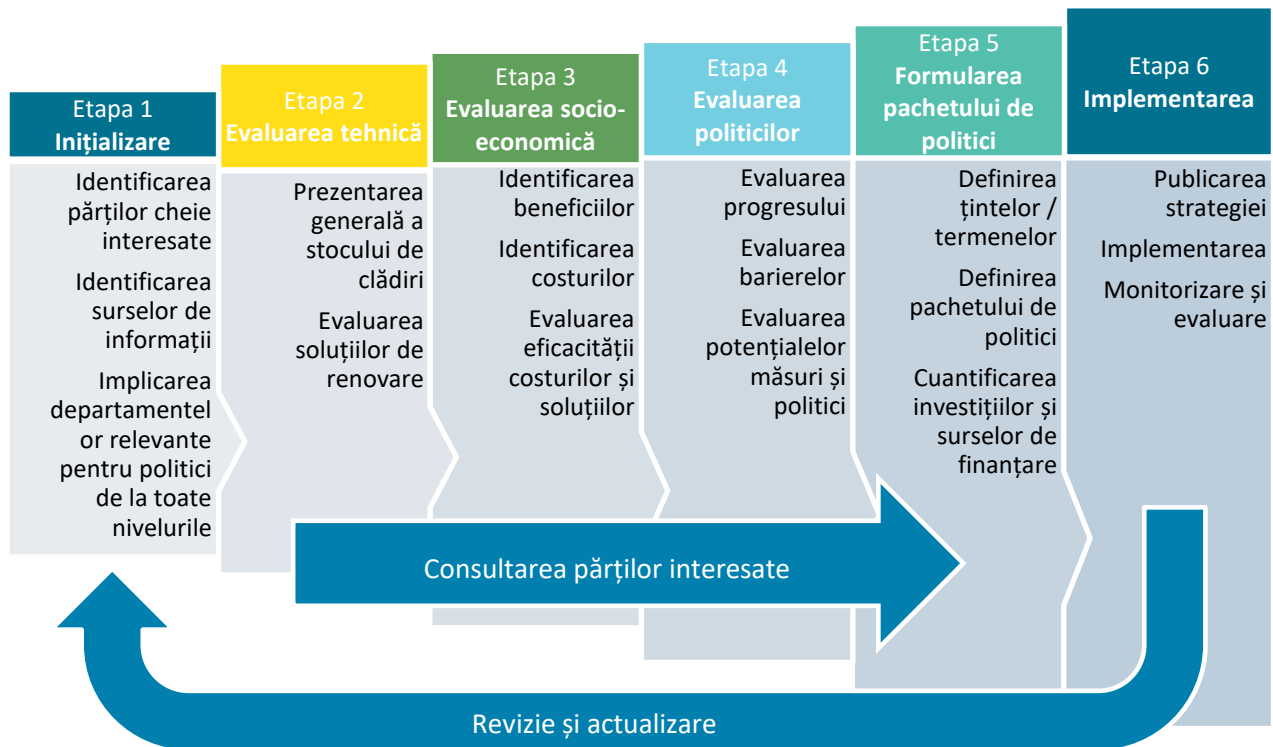 Etapa 1
Inițializare
Identificarea
părților cheie
interesate
Identificarea
surselor de
informații
Implicarea
departamentel
or relevante
pentru politici
de la toate
nivelurile
Etapa 2
Evaluarea tehnică
Prezentarea
generală a
stocului de
clădiri
Evaluarea
soluțiilor de
renovare
Etapa 3
Evaluarea socio-
economică
Identificarea
beneficiilor
Identificarea
costurilor
Evaluarea
eficacității
costurilor și
soluțiilor
Etapa 4
Evaluarea
politicilor
Evaluarea
progresului
Evaluarea
barierelor
Evaluarea
potențialelor
măsuri și
politici
Etapa 5
Formularea
pachetului de
politici
Definirea
țintelor /
termenelor
Definirea
pachetului de
politici
Cuantificarea
investițiilor și
surselor de
finanțare
Etapa 6
Implementarea
Publicarea
strategiei
Implementarea
Monitorizare și
evaluare
Consultarea părților interesate
Revizie și actualizare